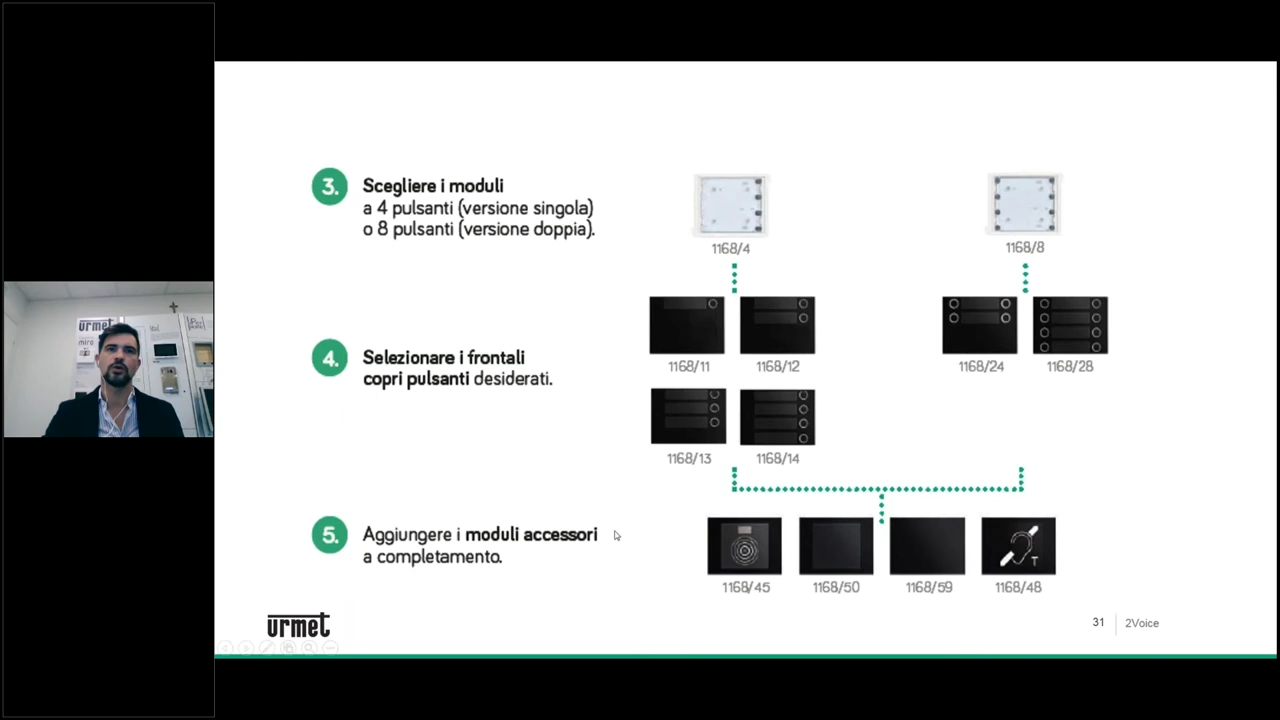 3.
Scegliere i moduli
a 4 pulsanti (versione singola)
o 8 pulsanti (versione doppia).
1168/4
1168/8
4.
Selezionare i frontali
copri pulsanti desiderati.
1168/11
1168/12
1168/24
1168/28
1168/13
1168/14
5.
Aggiungere i moduli accessori
a completamento.
1168/45
1168/50
1168/59
1168/48
T
urmet
31
2Voice
urmet